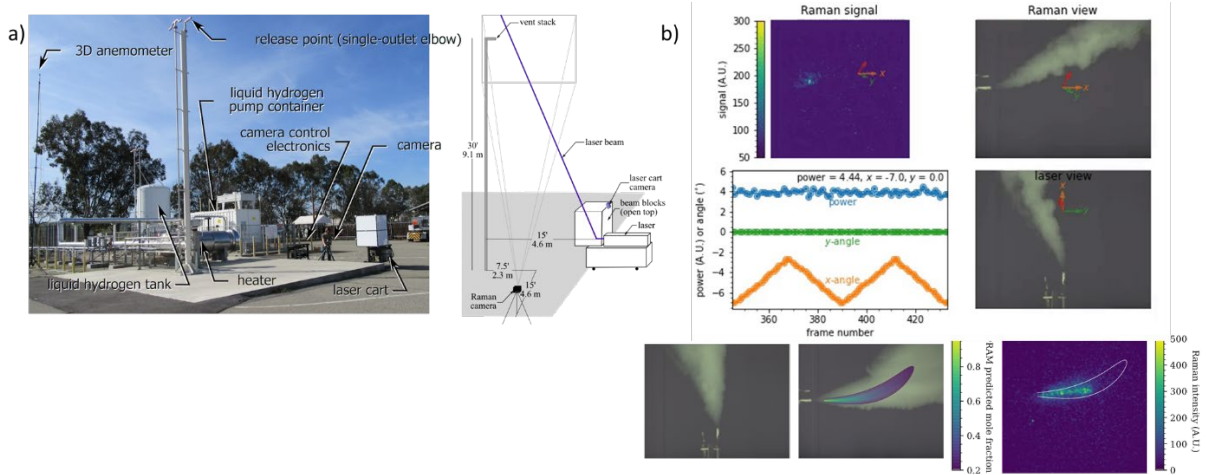 a)
3D anemometer
release point (single-outlet elbow)
liquid hydrogen
pump container
camera control
electronics
camera
liquid hydrogen tank
heater
laser cart
vent stack
30'
9.1 m
laser beam
laser cart
camera
beam blocks
(open top)
laser
15'
4.6 m
7.5'
2.3 m
15'
4.6 m
Raman
camera
b)
Raman signal
300
250
200
150
100
50
signal (A.U.)
x
y
Raman view
x
y
power = 4.44, x = -7.0, y = 0.0
power
y-angle
x-angle
6
4
2
0
−2
−4
−6
power (A.U.) or angle (°)
360
390
420
frame number
laser view
x
y
0.8
0.6
0.4
0.2
RAM predicted mole fraction
500
400
300
200
100
0
Raman intensity (A.U.)